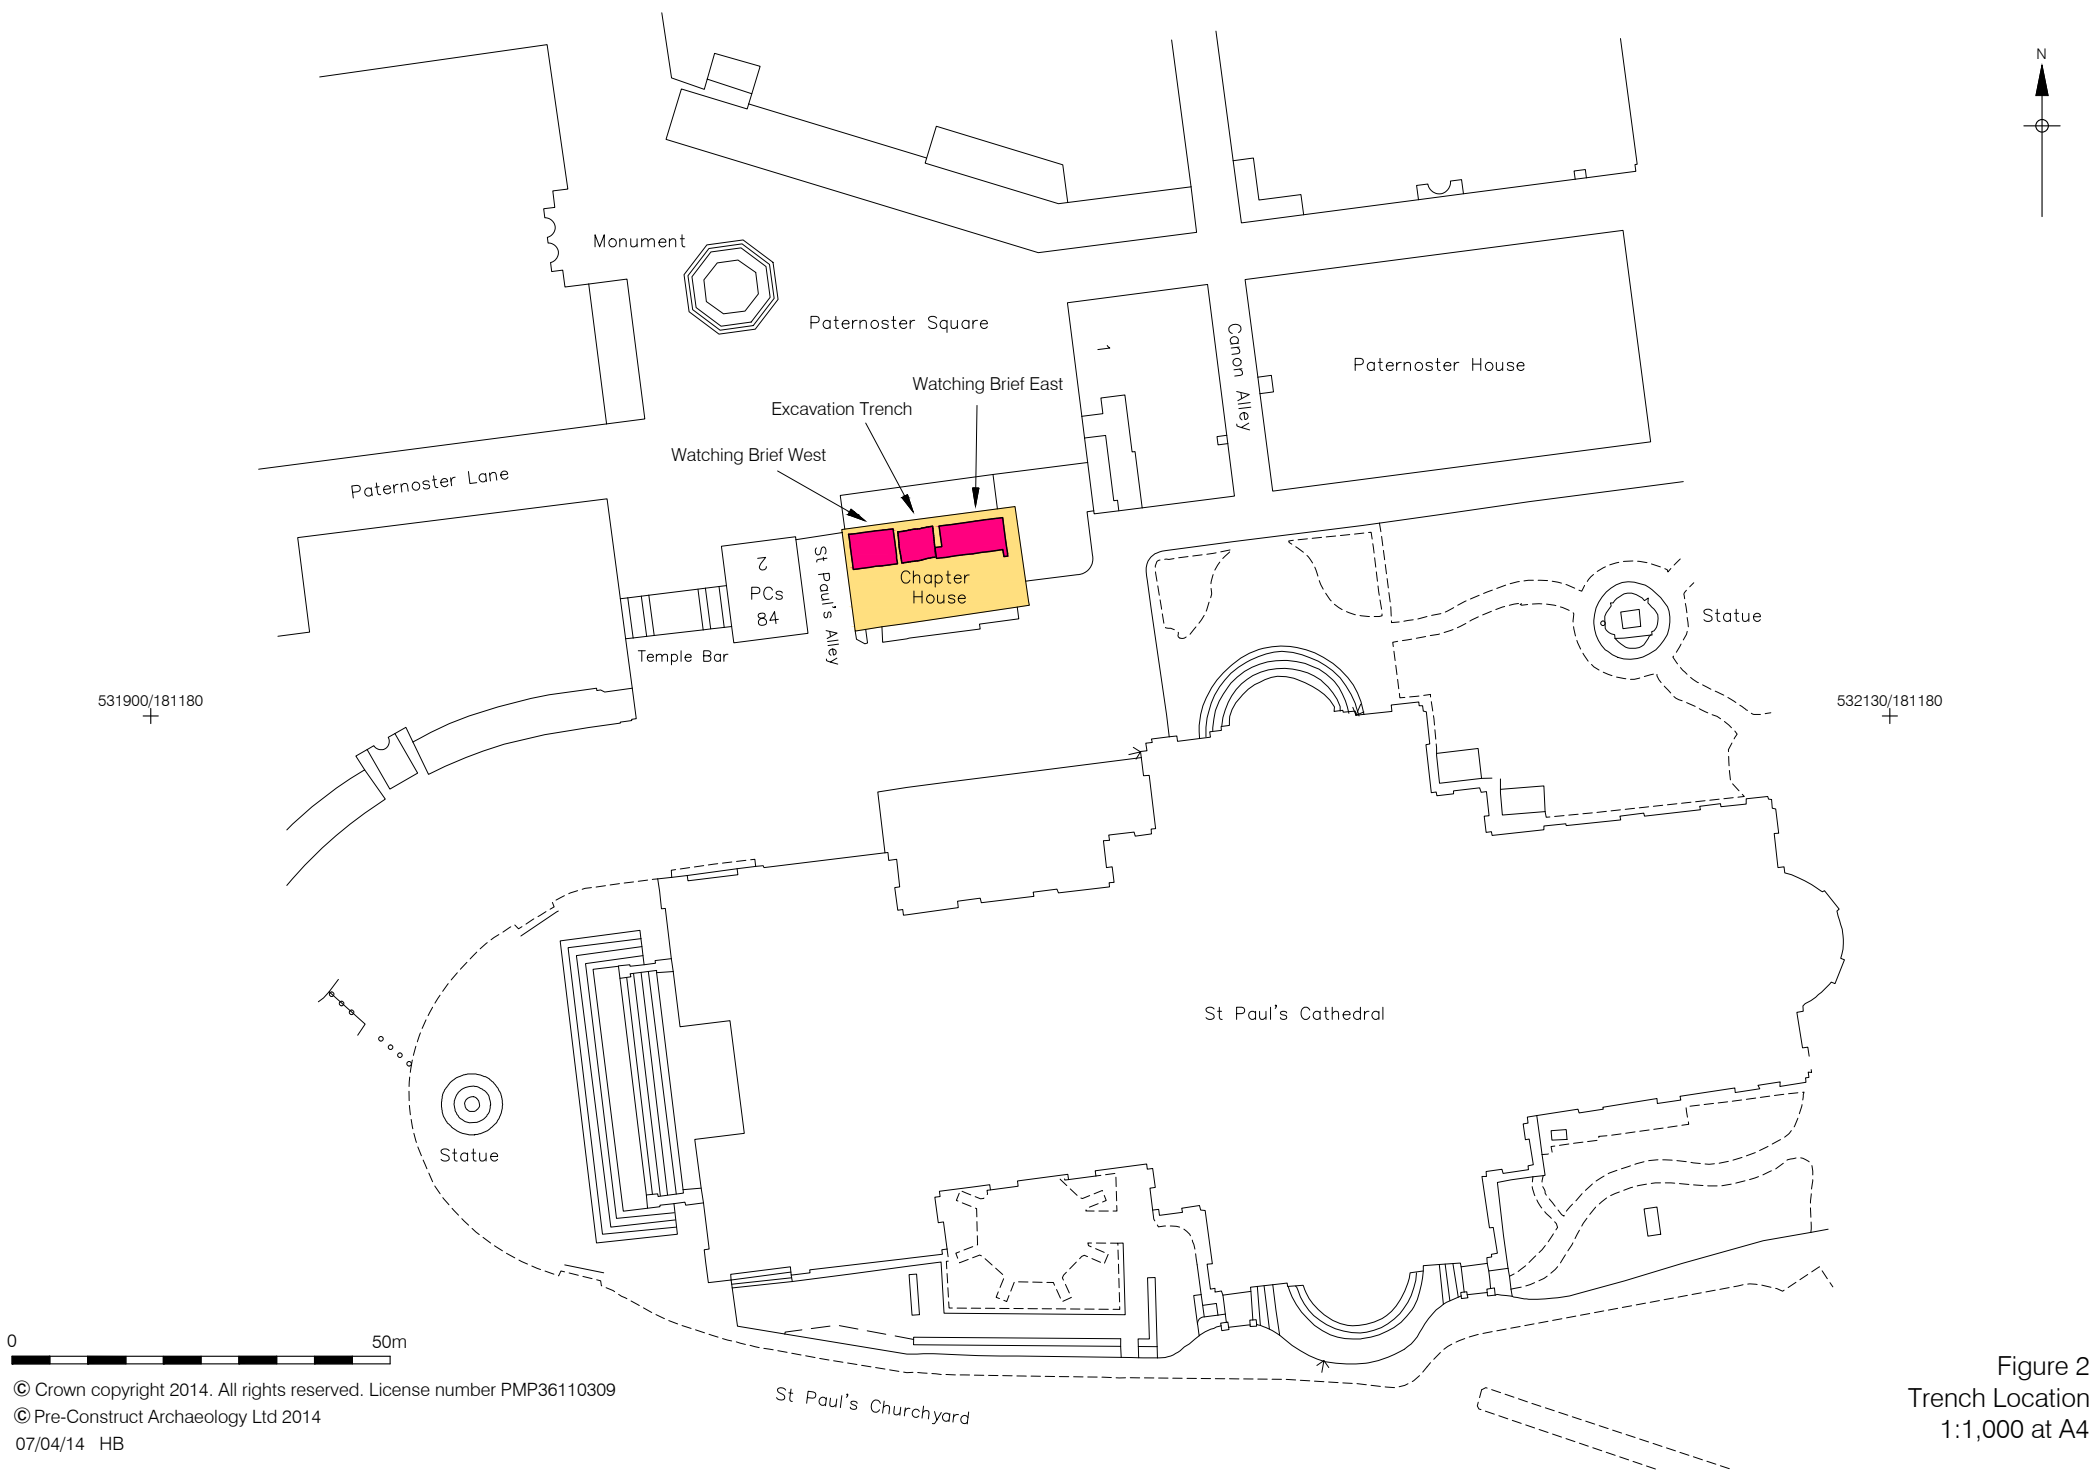 N
Monument
Paternoster Square
1
Canon Alley
Paternoster House
Watching Brief East
Excavation Trench
Watching Brief West
Paternoster Lane
2
PCs
84
St Paul's Alley
Chapter
House
Temple Bar
Statue
531900/181180
532130/181180
St Paul's Cathedral
Statue
0
50m
© Crown copyright 2014. All rights reserved. License number PMP36110309
© Pre-Construct Archaeology Ltd 2014
07/04/14 HB
St Paul's Churchyard
Figure 2
Trench Location
1:1,000 at A4